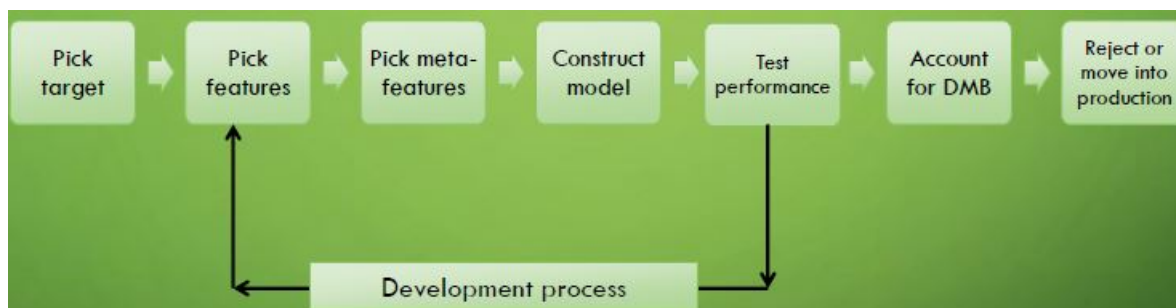 Pick
target
Pick
features
Pick meta-
features
Construct
model
Test
performance
Account
for DMB
Reject or
move into
production
Development process